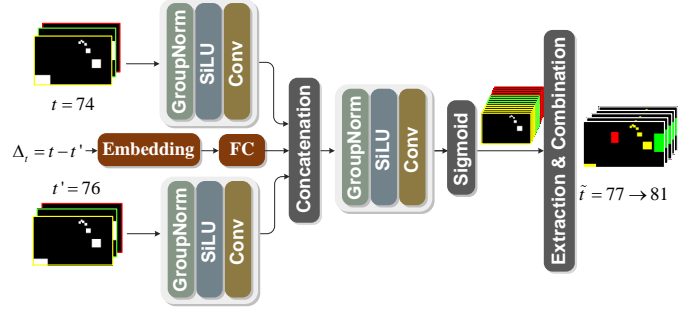 GroupNorm
SiLU
Conv
t = 74
Δt = t − t'
Embedding
FC
t' = 76
GroupNorm
SiLU
Conv
Concatenation
GroupNorm
SiLU
Conv
Sigmoid
Extraction & Combination
t̃ = 77 → 81